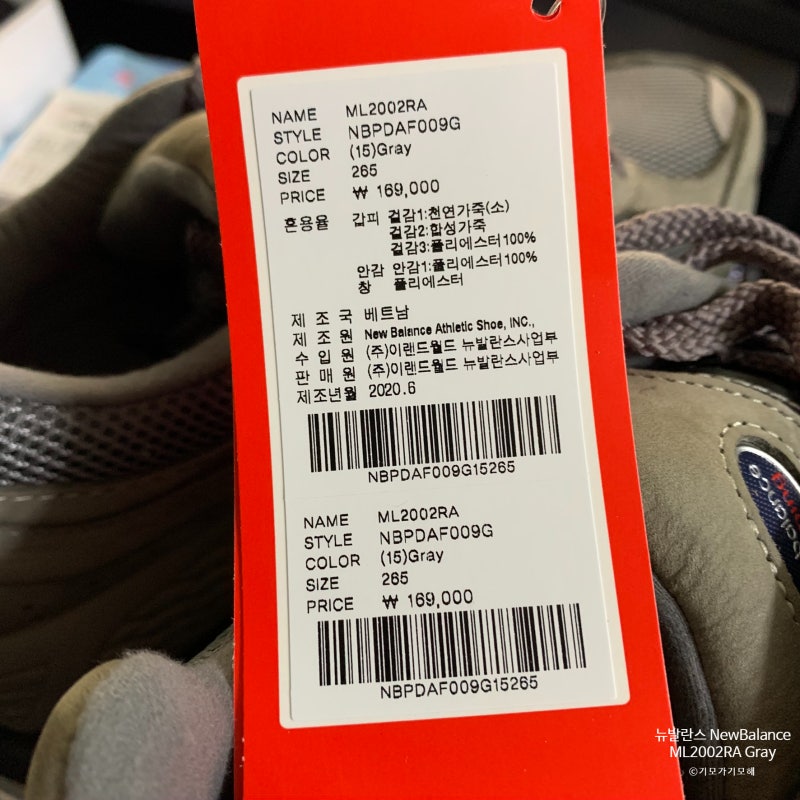 NAME ML2002RA
STYLE NBPDAF009G
COLOR (15)Gray
SIZE 265
PRICE ₩ 169,000
혼용율 갑피 겉감1:천연가죽(소)
겉감2:합성가죽
겉감3:폴리에스터100%
안감 안감1:폴리에스터100%
창 폴리에스터
제 조 국 베트남
제 조 원 New Balance Athletic Shoe, INC.,
수 입 원 (주)이랜드월드 뉴발란스사업부
판 매 원 (주)이랜드월드 뉴발란스사업부
제조년월 2020.6
NBPDAF009G15265
NAME ML2002RA
STYLE NBPDAF009G
COLOR (15)Gray
SIZE 265
PRICE ₩ 169,000
NBPDAF009G15265
balance
뉴발란스 NewBalance
ML2002RA Gray
©기모가기모해